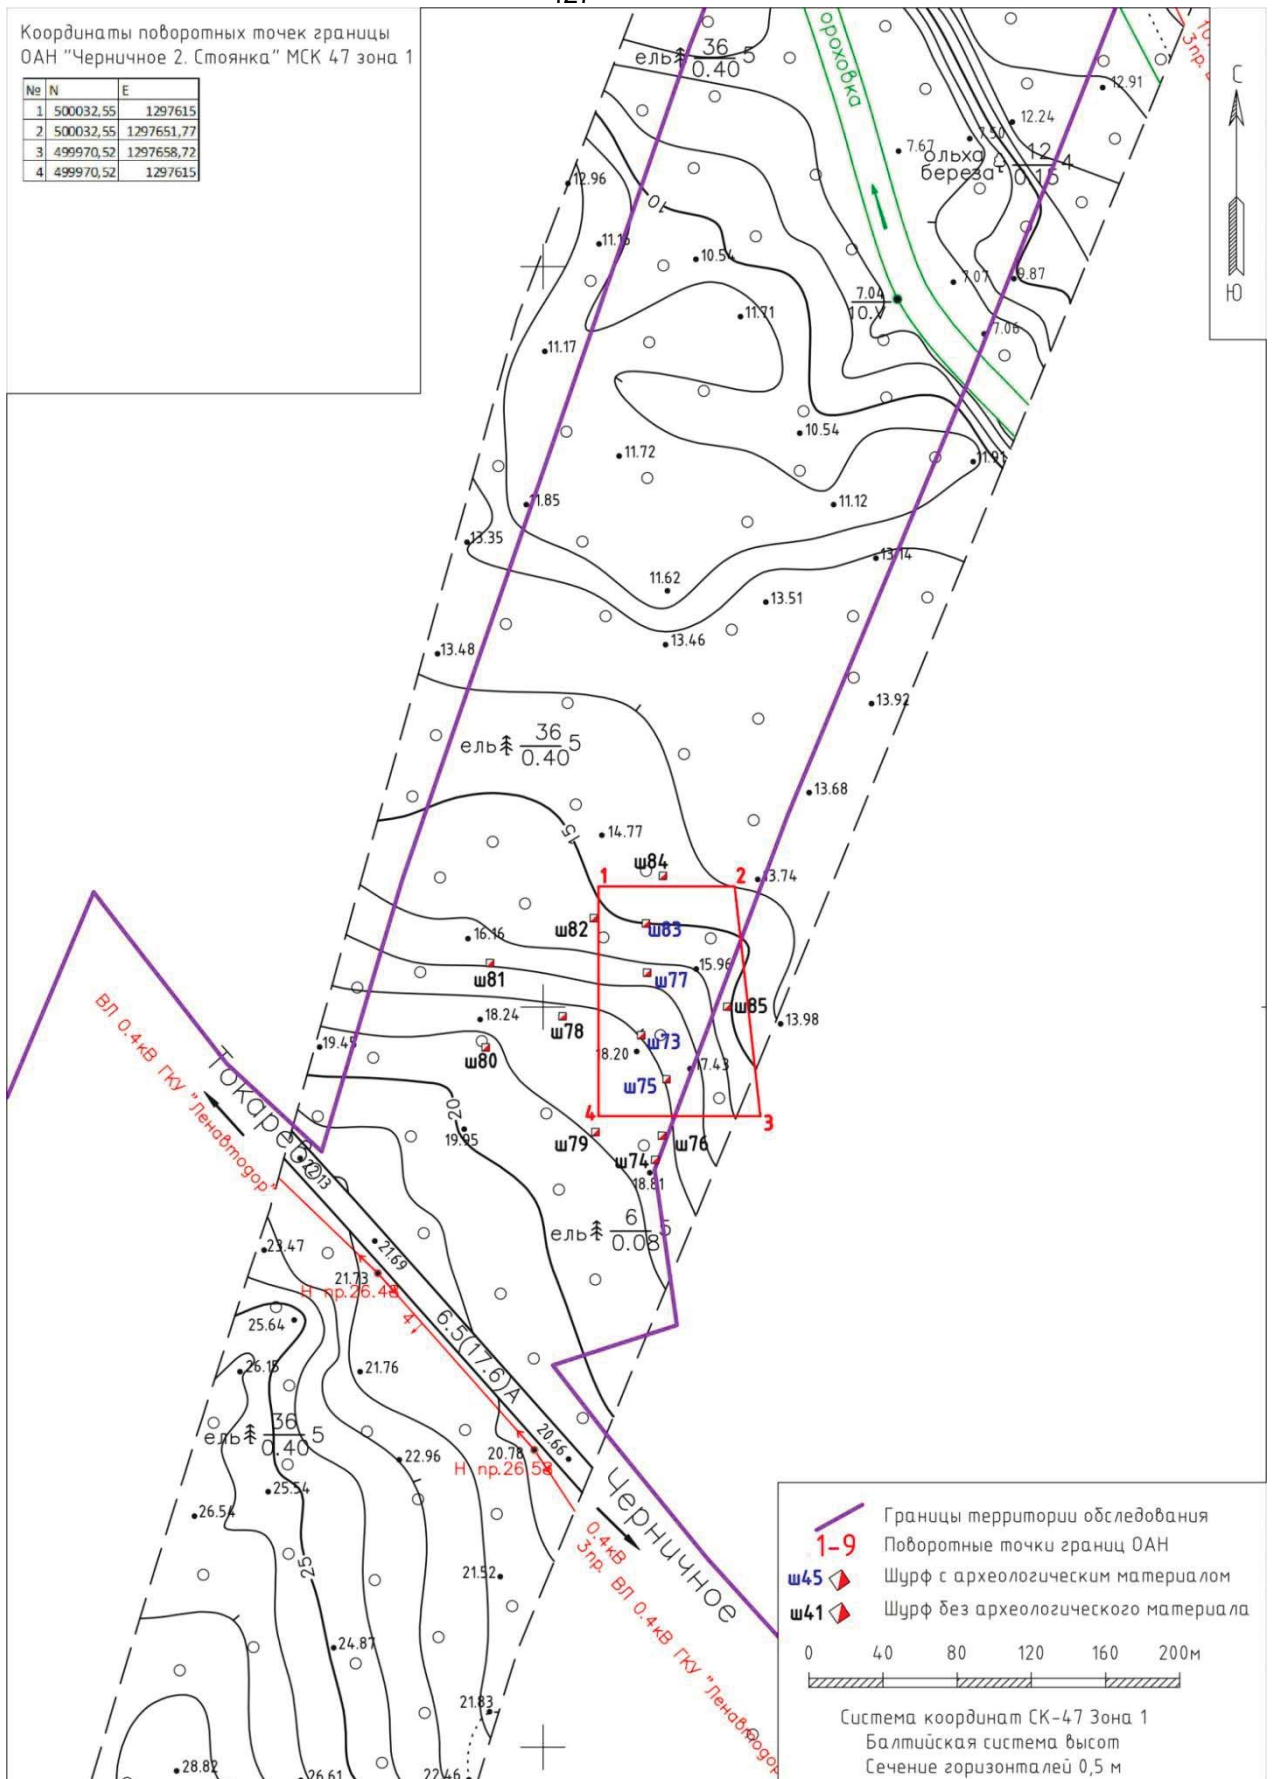 127
Координаты поворотных точек границы
ОАН "Черничное 2. Стоянка" МСК 47 зона 1
№ N E
1 500032,55 1297615
2 500032,55 1297651,77
3 499970,52 1297658,72
4 499970,52 1297615
С
Ю
ель 36 0.40 5
12.91
12.24
7.50
7.67
ольха
береза
12 4
12.96
10
11.15
10.54
7.07
9.87
7.04
10.V
11.71
7.06
11.17
10.54
11.72
11.91
11.85
11.12
13.35
13.14
11.62
13.51
13.46
13.48
13.92
ель 36 0.40 5
13.68
15
14.77
ш84
13.74
1
2
ш82
ш83
16.16
15.96
ш81
ш77
ш85
18.24
ш78
13.98
19.45
ш80
ш73
18.20
17.43
ш75
ВЛ 0.4кВ ГКУ "Ленавтодор"
20
4
3
19.95
ш79
ш76
ш74
22.13
18.81
ель 6 0.08 5
23.47
21.69
21.73
Н пр.26.48
4
25.64
6.5(17.6)А
26.15
21.76
ель 36 0.40 5
20.66
20.78
22.96
Н пр.26.58
25.54
26.54
Черничное
0.4кВ
3пр. ВЛ 0.4кВ ГКУ "Ленавтодор
25
21.52
24.87
21.83
28.82
26.61
22.46
Границы территории обследования
1-9 Поворотные точки границ ОАН
ш45 Шурф с археологическим материалом
ш41 Шурф без археологического материала
0 40 80 120 160 200м
Система координат СК-47 Зона 1
Балтийская система высот
Сечение горизонталей 0,5 м